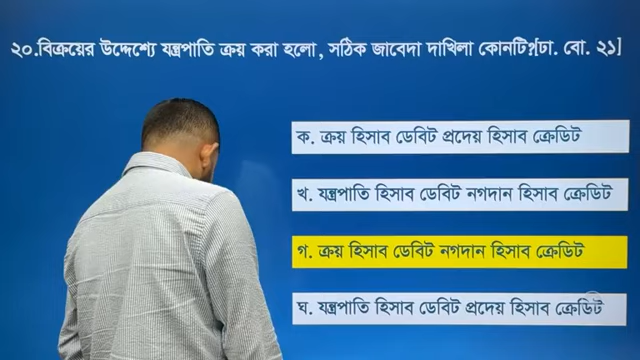 ২০.বিক্রয়ের উদ্দেশ্যে যন্ত্রপাতি ক্রয় করা হলো, সঠিক জাবেদা দাখিলা কোনটি?[ঢা. বো. ২১]
ক. ক্রয় হিসাব ডেবিট প্রদেয় হিসাব ক্রেডিট
খ. যন্ত্রপাতি হিসাব ডেবিট নগদান হিসাব ক্রেডিট
গ. ক্রয় হিসাব ডেবিট নগদান হিসাব ক্রেডিট
ঘ. যন্ত্রপাতি হিসাব ডেবিট প্রদেয় হিসাব ক্রেডিট